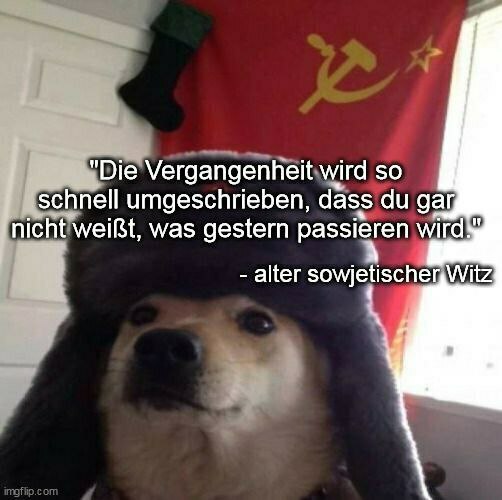 "Die Vergangenheit wird so
schnell umgeschrieben, dass du gar
nicht weißt, was gestern passieren wird."
- alter sowjetischer Witz
imgflip.com